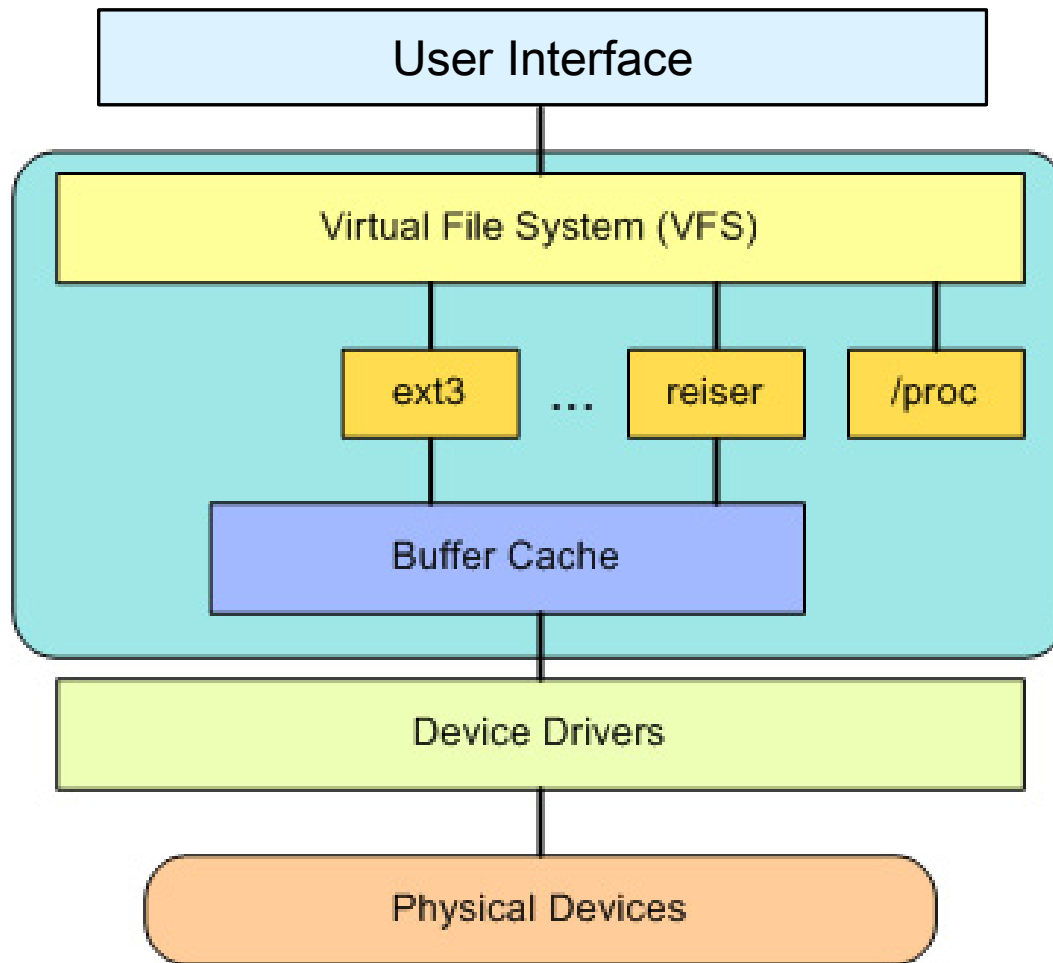 User Interface
Virtual File System (VFS)
ext3 ... reiser /proc
Buffer Cache
Device Drivers
Physical Devices